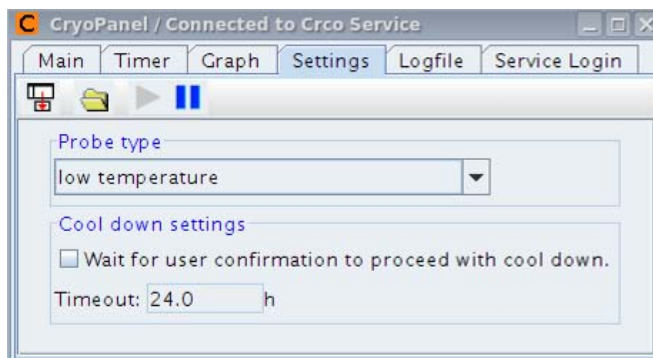 C CryoPanel / Connected to Crco Service
Main Timer Graph Settings Logfile Service Login
Probe type
low temperature
Cool down settings
Wait for user confirmation to proceed with cool down.
Timeout: 24.0 h